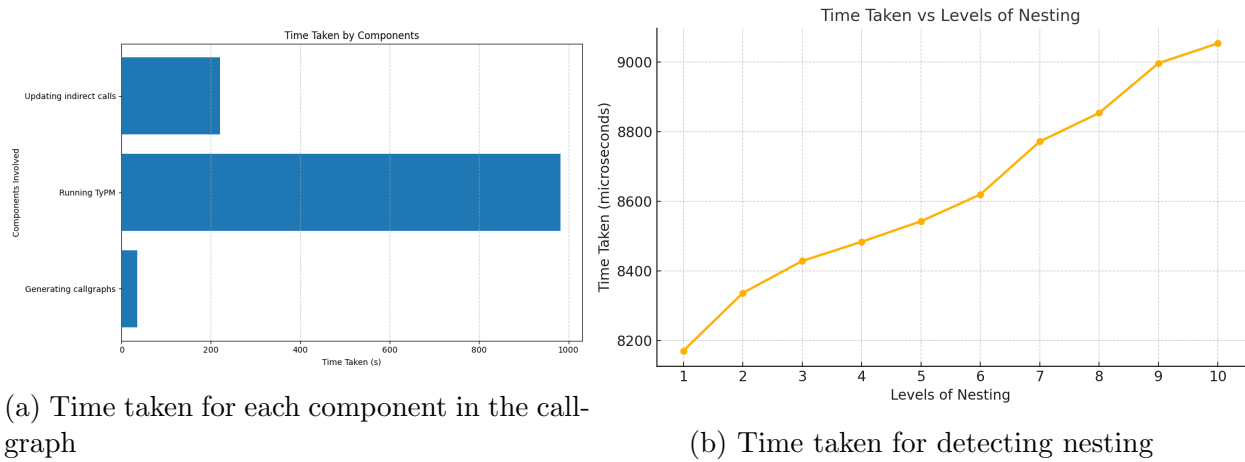 Time Taken by Components
Components Involved
Updating indirect calls
Running TyPM
Generating callgraphs
0 200 400 600 800 1000
Time Taken (s)
(a) Time taken for each component in the call-
graph
Time Taken vs Levels of Nesting
Time Taken (microseconds)
9000
8800
8600
8400
8200
1 2 3 4 5 6 7 8 9 10
Levels of Nesting
(b) Time taken for detecting nesting